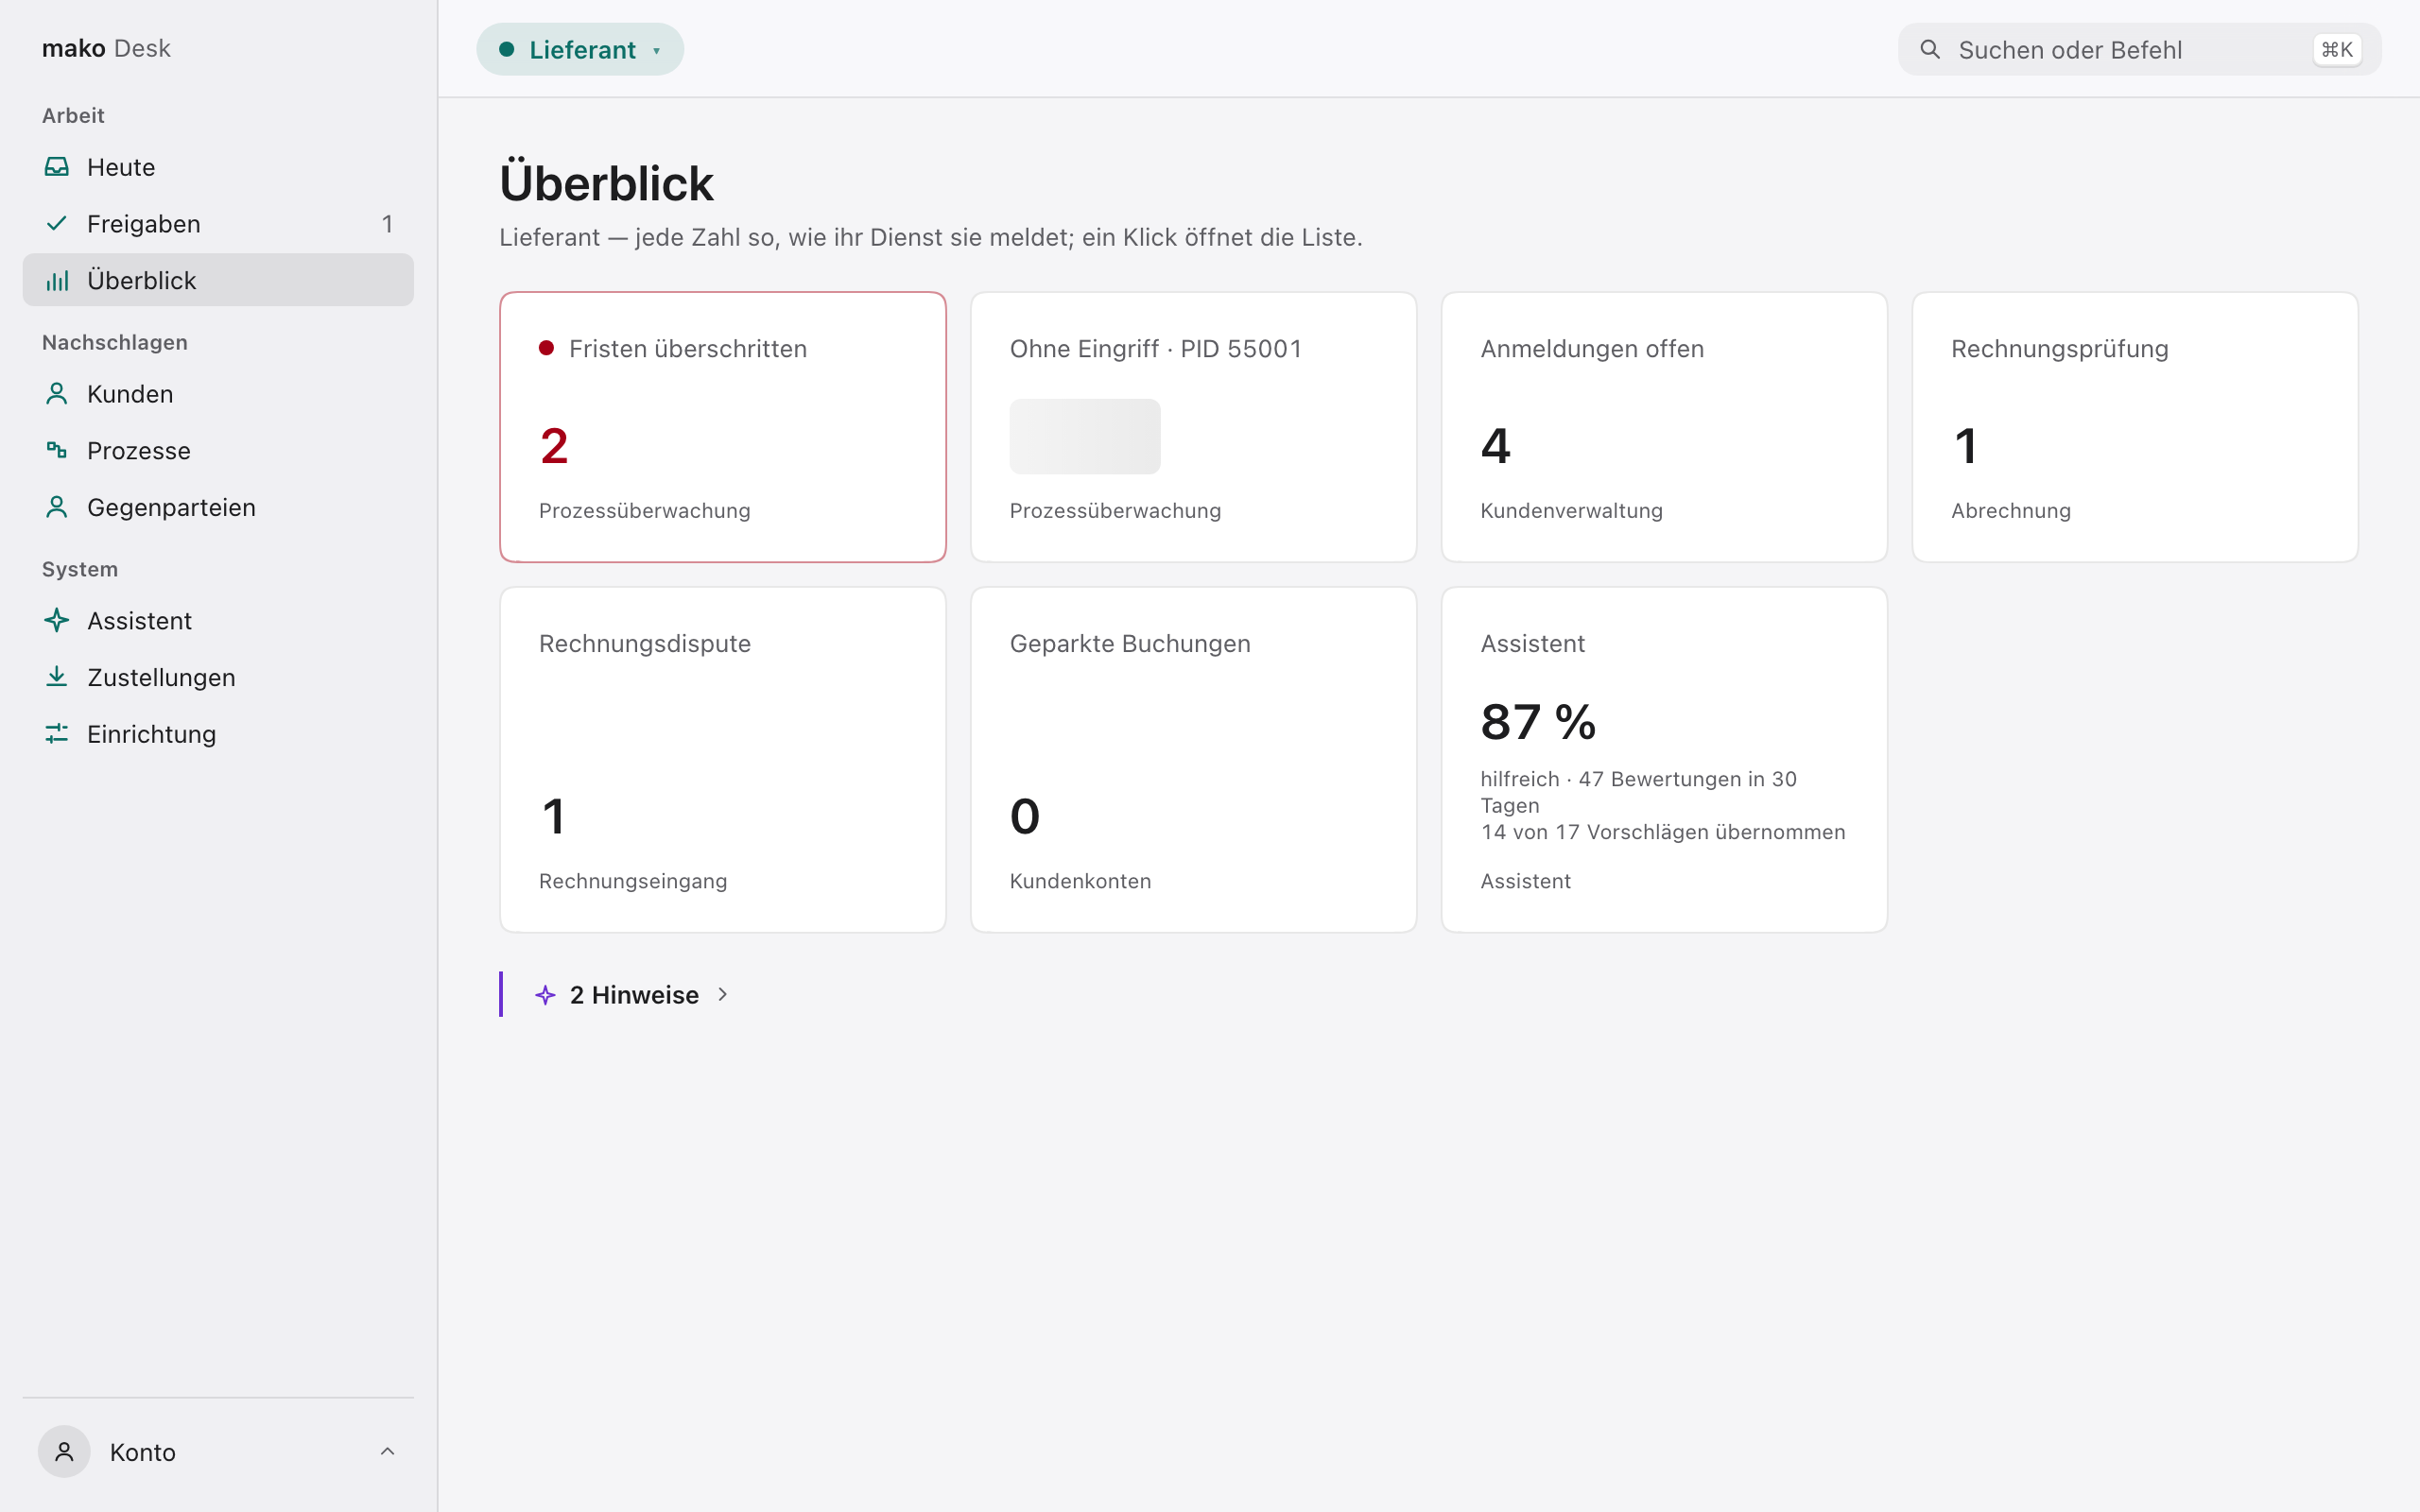 mako Desk
Arbeit
Heute
Freigaben 1
Überblick
Nachschlagen
Kunden
Prozesse
Gegenparteien
System
Assistent
Zustellungen
Einrichtung
Konto
Lieferant
Suchen oder Befehl ⌘K
Überblick
Lieferant — jede Zahl so, wie ihr Dienst sie meldet; ein Klick öffnet die Liste.
Fristen überschritten
2
Prozessüberwachung
Ohne Eingriff · PID 55001
Prozessüberwachung
Anmeldungen offen
4
Kundenverwaltung
Rechnungsprüfung
1
Abrechnung
Rechnungsdispute
1
Rechnungseingang
Geparkte Buchungen
0
Kundenkonten
Assistent
87 %
hilfreich · 47 Bewertungen in 30
Tagen
14 von 17 Vorschlägen übernommen
Assistent
2 Hinweise